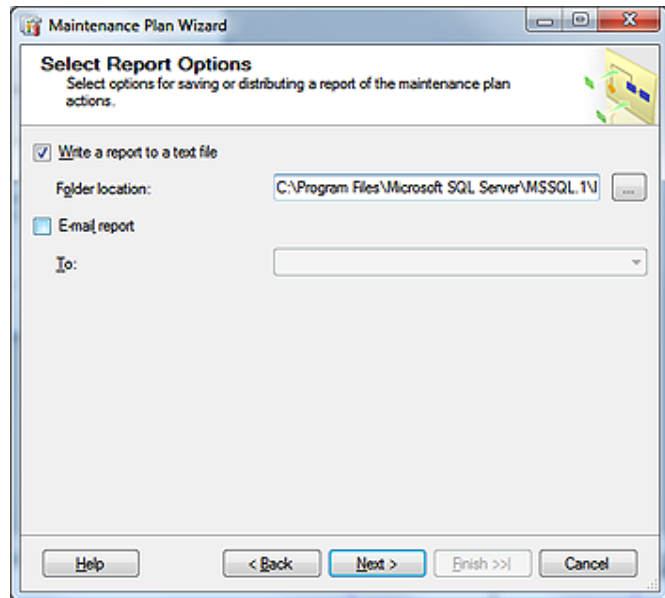 Maintenance Plan Wizard
Select Report Options
Select options for saving or distributing a report of the maintenance plan
actions.
Write a report to a text file
Folder location:
C:\Program Files\Microsoft SQL Server\MSSQL.1\
...
E-mail report
To:
Help
< Back
Next >
Finish >>|
Cancel